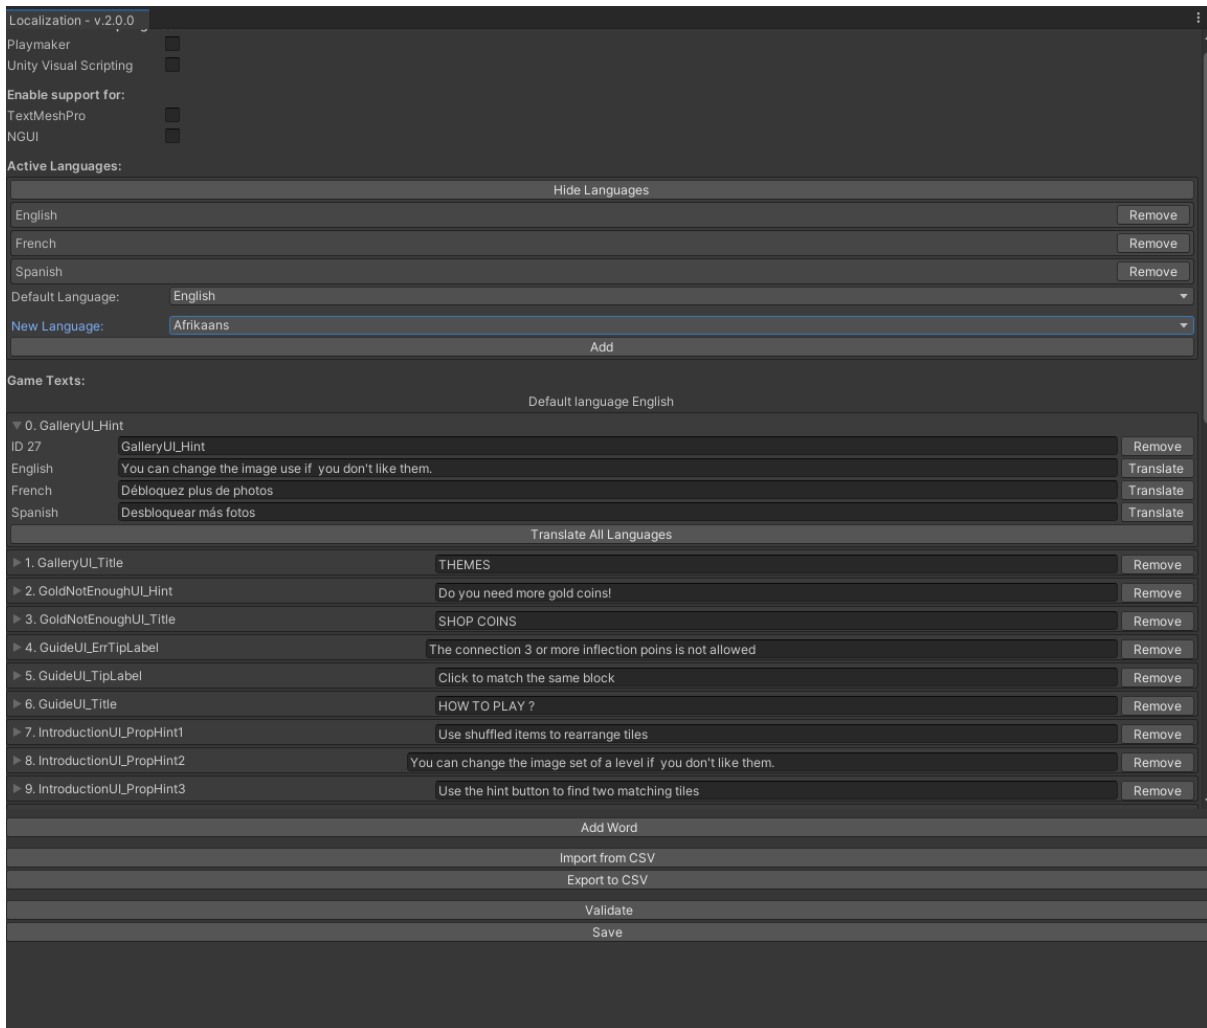 Localization - v.2.0.0
Playmaker
Unity Visual Scripting
Enable support for:
TextMeshPro
NGUI
Active Languages:
Hide Languages
English Remove
French Remove
Spanish Remove
Default Language: English
New Language: Afrikaans
Add
Game Texts:
Default language English
0. GalleryUI_Hint
ID 27 GalleryUI_Hint Remove
English You can change the image use if  you don't like them. Translate
French Débloquez plus de photos Translate
Spanish Desbloquear más fotos Translate
Translate All Languages
1. GalleryUI_Title THEMES Remove
2. GoldNotEnoughUI_Hint Do you need more gold coins! Remove
3. GoldNotEnoughUI_Title SHOP COINS Remove
4. GuideUI_ErrTipLabel The connection 3 or more inflection poins is not allowed Remove
5. GuideUI_TipLabel Click to match the same block Remove
6. GuideUI_Title HOW TO PLAY ? Remove
7. IntroductionUI_PropHint1 Use shuffled items to rearrange tiles Remove
8. IntroductionUI_PropHint2 You can change the image set of a level if  you don't like them. Remove
9. IntroductionUI_PropHint3 Use the hint button to find two matching tiles Remove
Add Word
Import from CSV
Export to CSV
Validate
Save